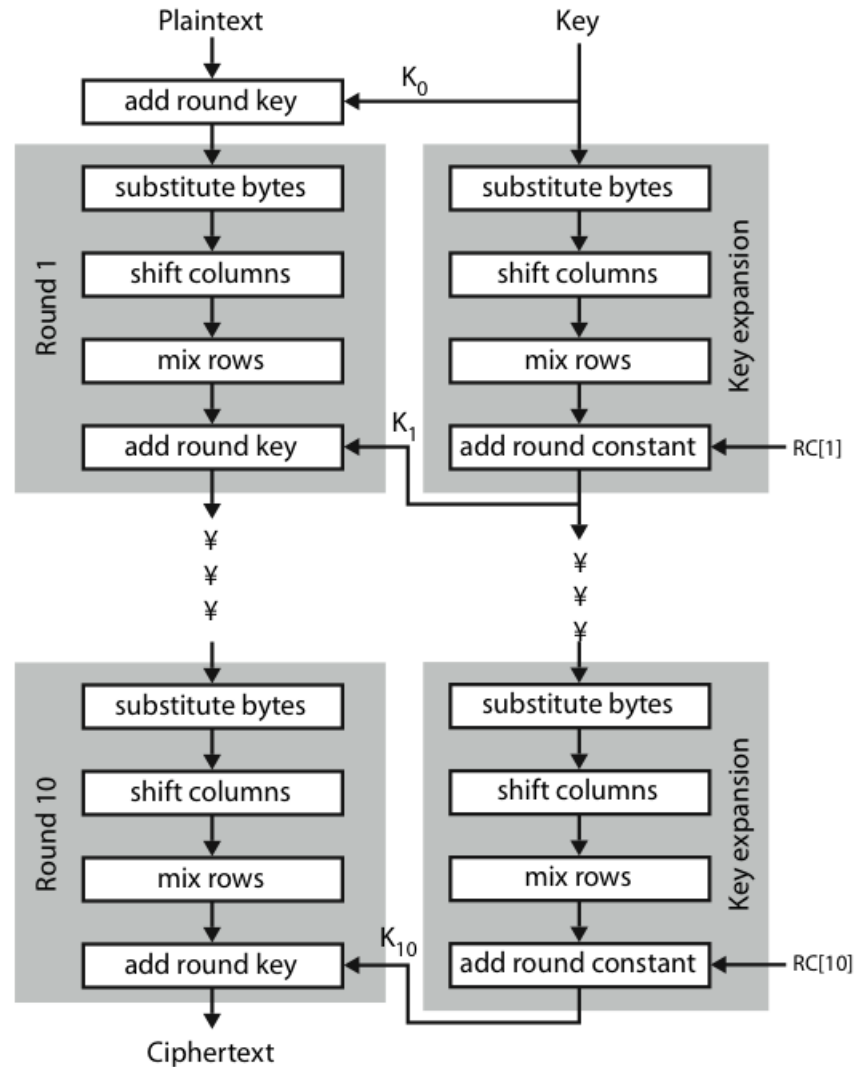 Plaintext
Key
K0
add round key
Round 1
substitute bytes
shift columns
mix rows
K1
add round key
Key expansion
substitute bytes
shift columns
mix rows
add round constant
RC[1]
¥
¥
¥
¥
¥
¥
Round 10
substitute bytes
shift columns
mix rows
K10
add round key
Key expansion
substitute bytes
shift columns
mix rows
add round constant
RC[10]
Ciphertext